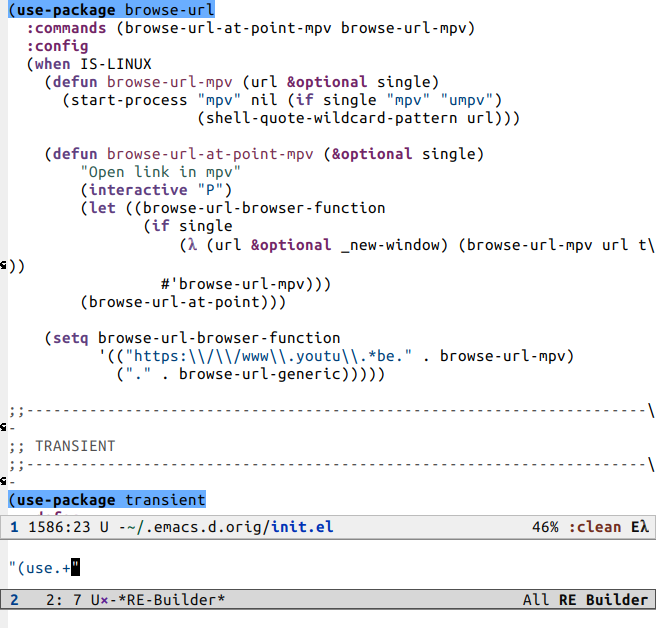 (use-package browse-url
  :commands (browse-url-at-point-mpv browse-url-mpv)
  :config
  (when IS-LINUX
    (defun browse-url-mpv (url &optional single)
      (start-process "mpv" nil (if single "mpv" "umpv")
                     (shell-quote-wildcard-pattern url)))

    (defun browse-url-at-point-mpv (&optional single)
        "Open link in mpv"
        (interactive "P")
        (let ((browse-url-browser-function
               (if single
                   (λ (url &optional _new-window) (browse-url-mpv url t\
))
                 #'browse-url-mpv)))
        (browse-url-at-point)))

    (setq browse-url-browser-function
          '(("https:\\/\\/www\\.youtu\\.*be." . browse-url-mpv)
            ("." . browse-url-generic)))))

;;---------------------------------------------------------------------\
-
;; TRANSIENT
;;---------------------------------------------------------------------\
-
(use-package transient
1 1586:23 U -~/.emacs.d.orig/init.el 46% :clean Eλ
"(use.+"
2 2: 7 U×-*RE-Builder* All RE Builder